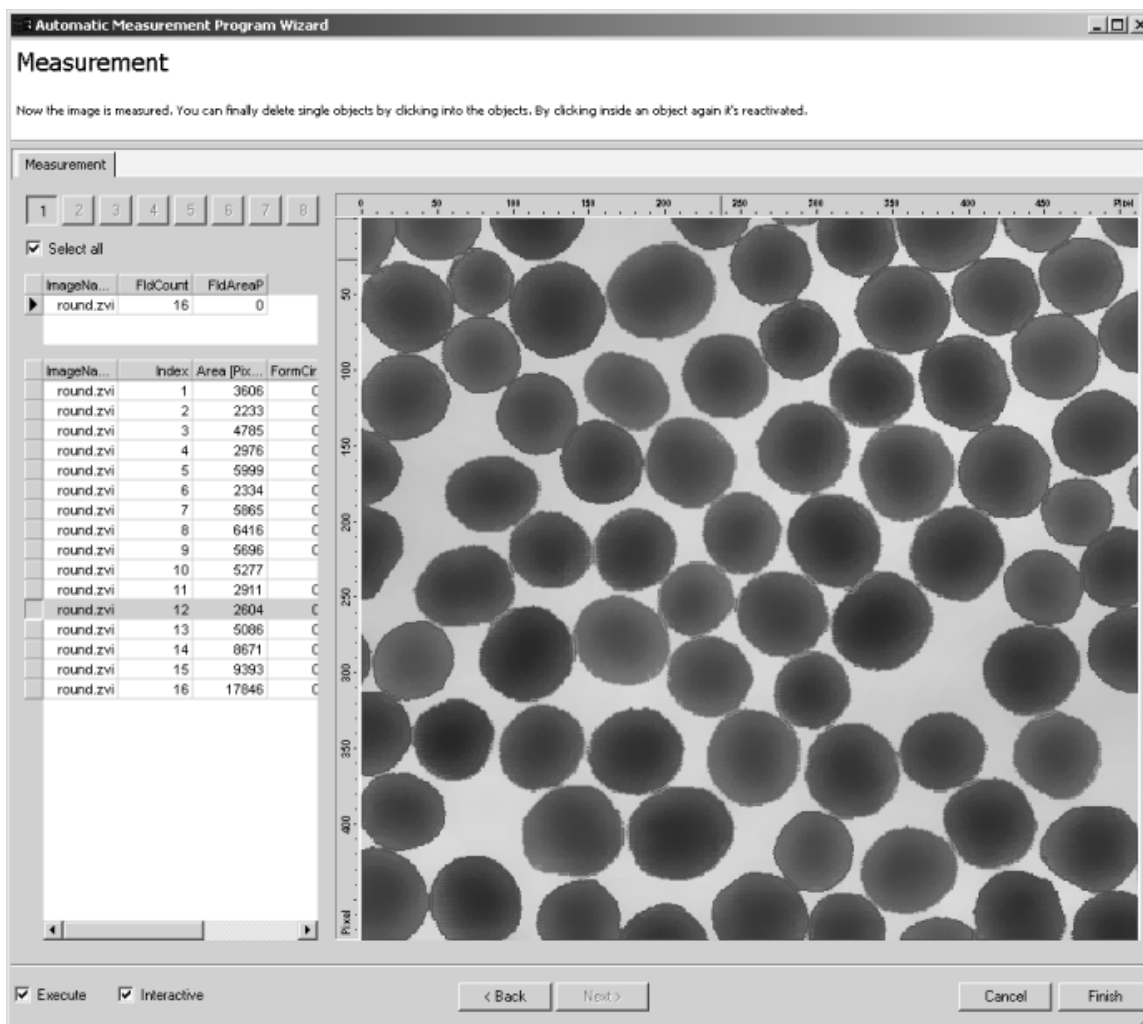 Automatic Measurement Program Wizard
Measurement
Now the image is measured. You can finally delete single objects by clicking into the objects. By clicking inside an object again it's reactivated.
Measurement
1 2 3 4 5 6 7 8
0 50 100 150 200 250 300 350 400 450 Pixel
Select all
ImageNa... FldCount FldAreaP
round.zvi 16 0
ImageNa... Index Area [Pix... FormCir
round.zvi 1 3606 C
round.zvi 2 2233 C
round.zvi 3 4785 C
round.zvi 4 2976 C
round.zvi 5 5999 C
round.zvi 6 2334 C
round.zvi 7 5865 C
round.zvi 8 6416 C
round.zvi 9 5696 C
round.zvi 10 5277
round.zvi 11 2911 C
round.zvi 12 2604 C
round.zvi 13 5086 C
round.zvi 14 8671 C
round.zvi 15 9393 C
round.zvi 16 17846 C
50
100
150
200
250
300
350
400
Pixel
Execute Interactive < Back Next > Cancel Finish